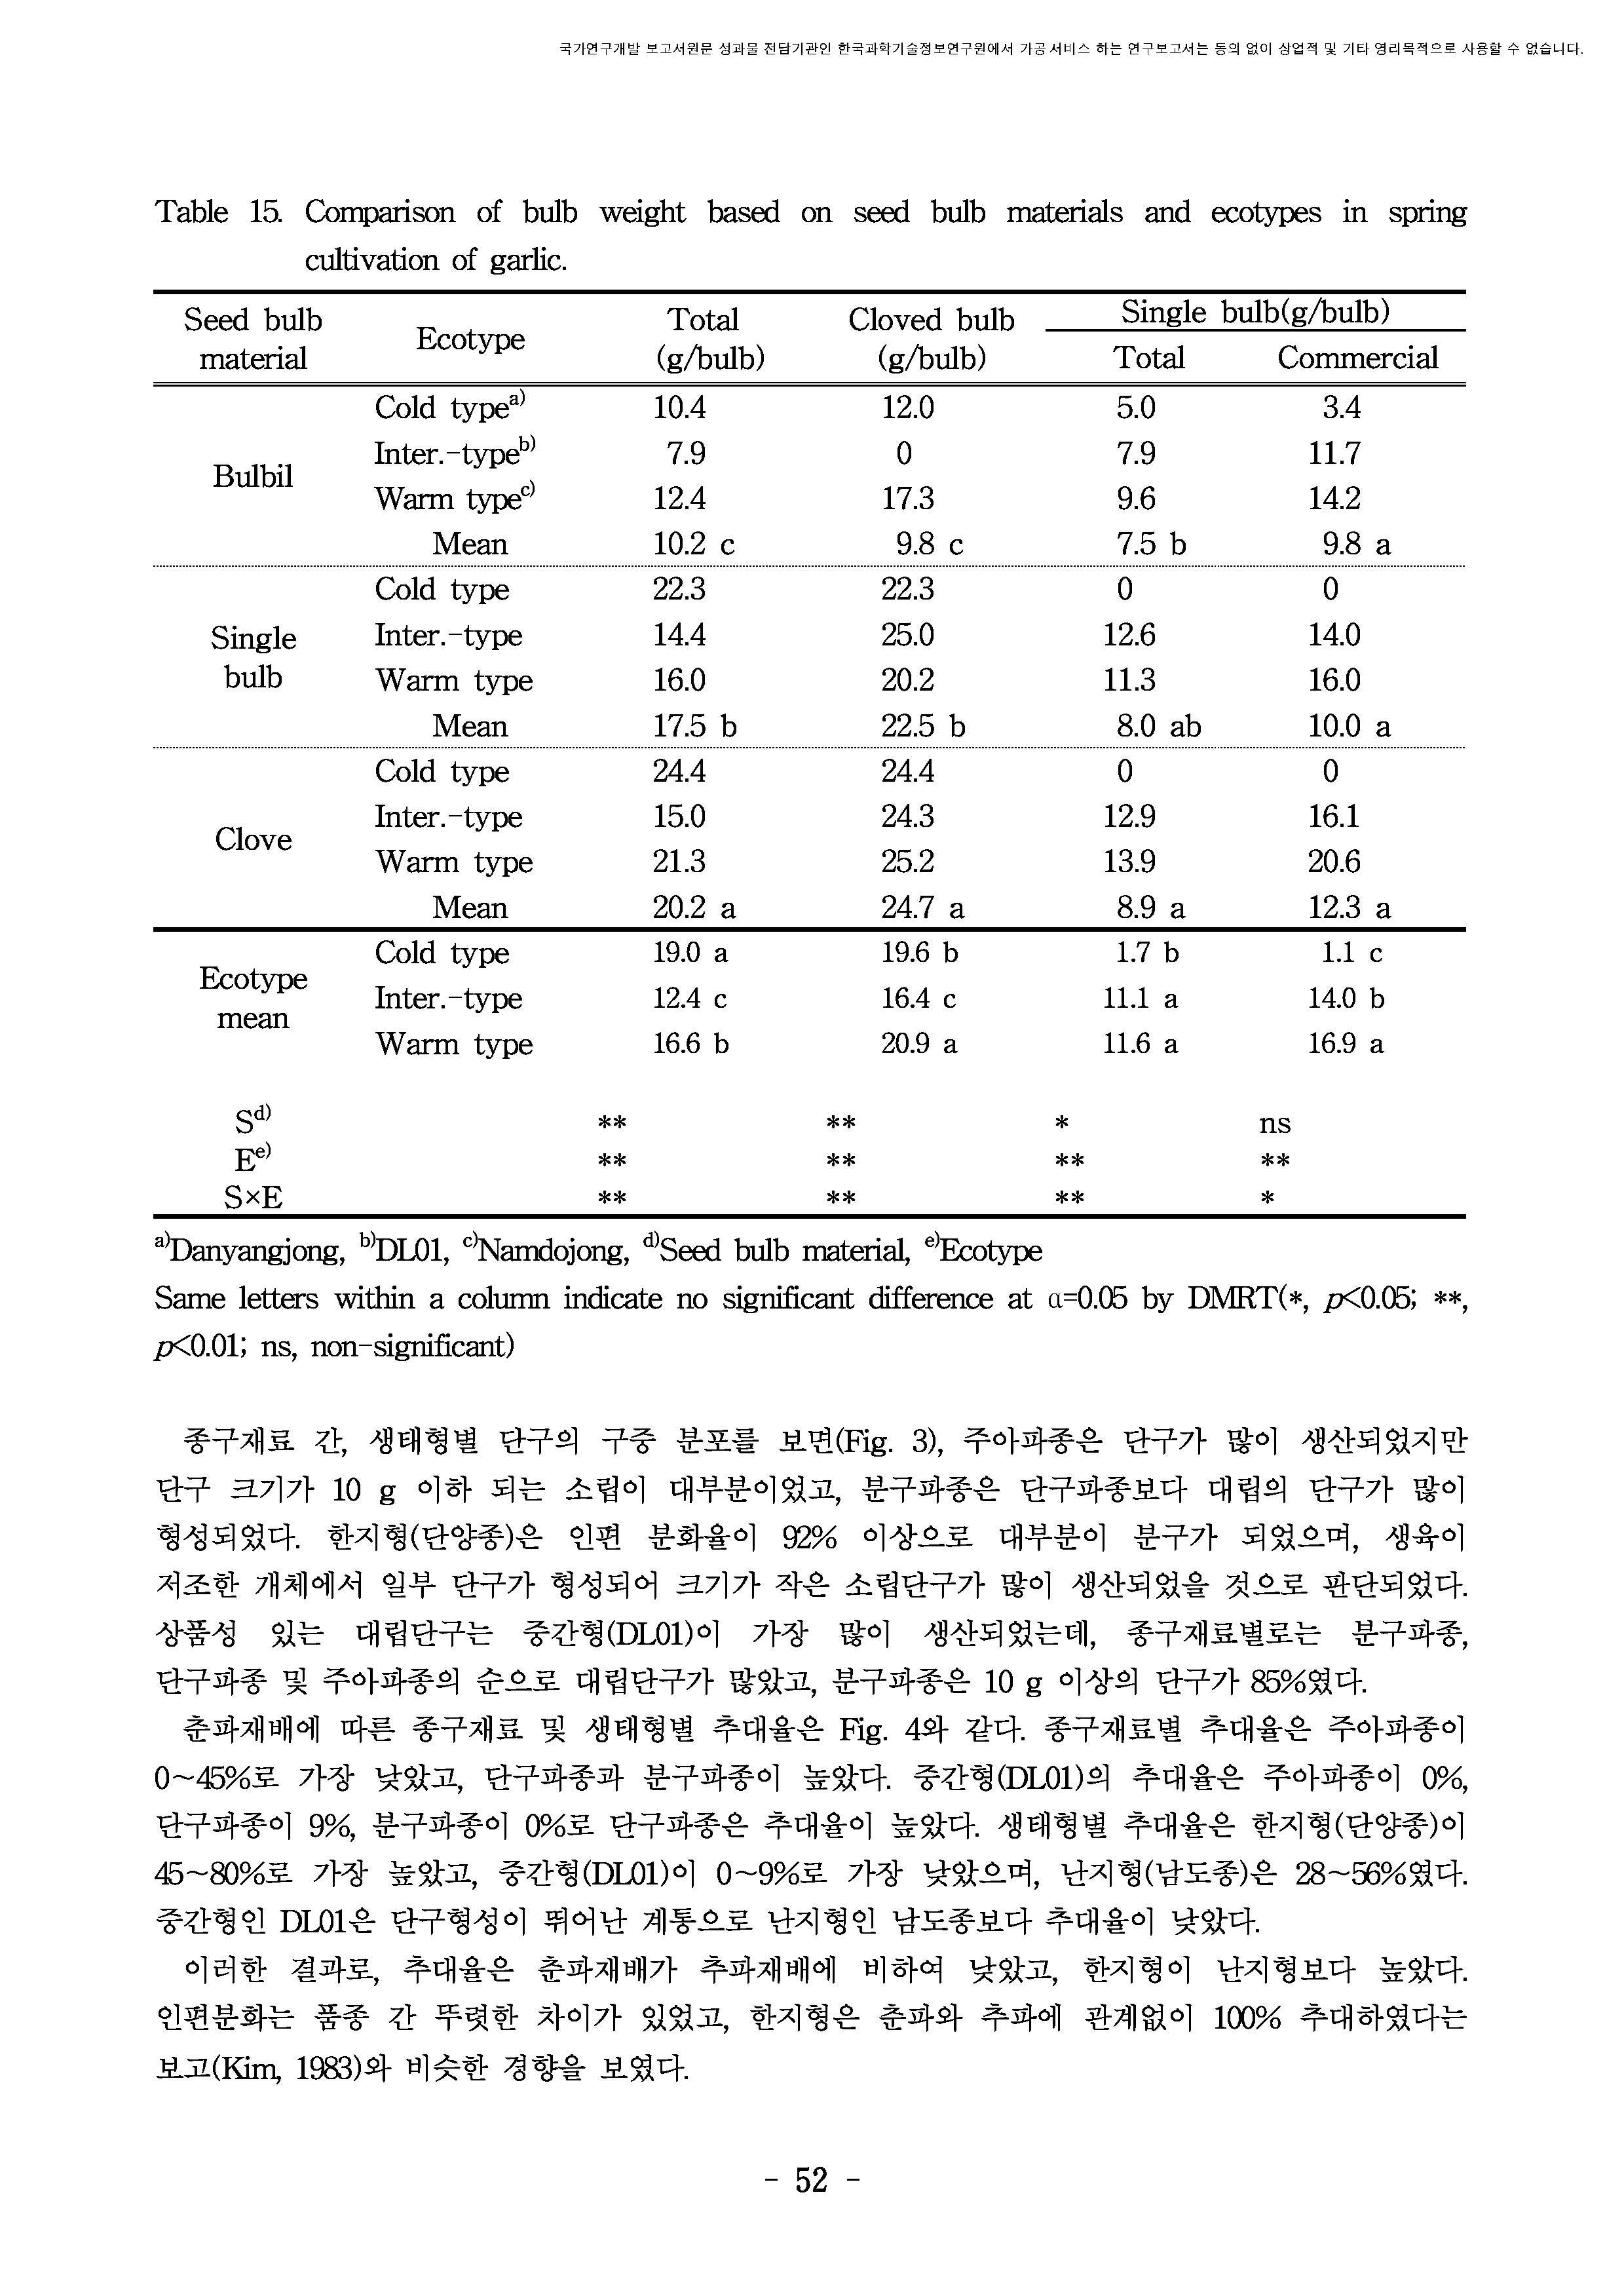 국가연구개발 보고서원문 성과물 전담기관인 한국과학기술정보연구원에서 가공·서비스 하는 연구보고서는 동의 없이 상업적 및 기타 영리목적으로 사용할 수 없습니다.
Table 15. Comparison of bulb weight based on seed bulb materials and ecotypes in spring
cultivation of garlic.
Seed bulb material Ecotype Total (g/bulb) Cloved bulb (g/bulb) Single bulb(g/bulb)
Total Commercial
Bulbil
Cold type a) 10.4 12.0 5.0 3.4
Inter.-type b) 7.9 0 7.9 11.7
Warm type c) 12.4 17.3 9.6 14.2
Mean 10.2 c 9.8 c 7.5 b 9.8 a
Single bulb
Cold type 22.3 22.3 0 0
Inter.-type 14.4 25.0 12.6 14.0
Warm type 16.0 20.2 11.3 16.0
Mean 17.5 b 22.5 b 8.0 ab 10.0 a
Clove
Cold type 24.4 24.4 0 0
Inter.-type 15.0 24.3 12.9 16.1
Warm type 21.3 25.2 13.9 20.6
Mean 20.2 a 24.7 a 8.9 a 12.3 a
Ecotype mean
Cold type 19.0 a 19.6 b 1.7 b 1.1 c
Inter.-type 12.4 c 16.4 c 11.1 a 14.0 b
Warm type 16.6 b 20.9 a 11.6 a 16.9 a
S d) ** ** * ns
E e) ** ** ** **
S×E ** ** ** *
a)Danyangjong, b)DL01, c)Namdojong, d)Seed bulb material, e)Ecotype
Same letters within a column indicate no significant difference at α=0.05 by DMRT(*, p<0.05; **,
p<0.01; ns, non-significant)
종구재료 간, 생태형별 단구의 구중 분포를 보면(Fig. 3), 주아파종은 단구가 많이 생산되었지만
단구 크기가 10 g 이하 되는 소립이 대부분이었고, 분구파종은 단구파종보다 대립의 단구가 많이
형성되었다. 한지형(단양종)은 인편 분화율이 92% 이상으로 대부분이 분구가 되었으며, 생육이
저조한 개체에서 일부 단구가 형성되어 크기가 작은 소립단구가 많이 생산되었을 것으로 판단되었다.
상품성 있는 대립단구는 중간형(DL01)이 가장 많이 생산되었는데, 종구재료별로는 분구파종,
단구파종 및 주아파종의 순으로 대립단구가 많았고, 분구파종은 10 g 이상의 단구가 85%였다.
춘파재배에 따른 종구재료 및 생태형별 추대율은 Fig. 4와 같다. 종구재료별 추대율은 주아파종이
0~45%로 가장 낮았고, 단구파종과 분구파종이 높았다. 중간형(DL01)의 추대율은 주아파종이 0%,
단구파종이 9%, 분구파종이 0%로 단구파종은 추대율이 높았다. 생태형별 추대율은 한지형(단양종)이
45~80%로 가장 높았고, 중간형(DL01)이 0~9%로 가장 낮았으며, 난지형(남도종)은 28~56%였다.
중간형인 DL01은 단구형성이 뛰어난 계통으로 난지형인 남도종보다 추대율이 낮았다.
이러한 결과로, 추대율은 춘파재배가 추파재배에 비하여 낮았고, 한지형이 난지형보다 높았다.
인편분화는 품종 간 뚜렷한 차이가 있었고, 한지형은 춘파와 추파에 관계없이 100% 추대하였다는
보고(Kim, 1983)와 비슷한 경향을 보였다.
- 52 -